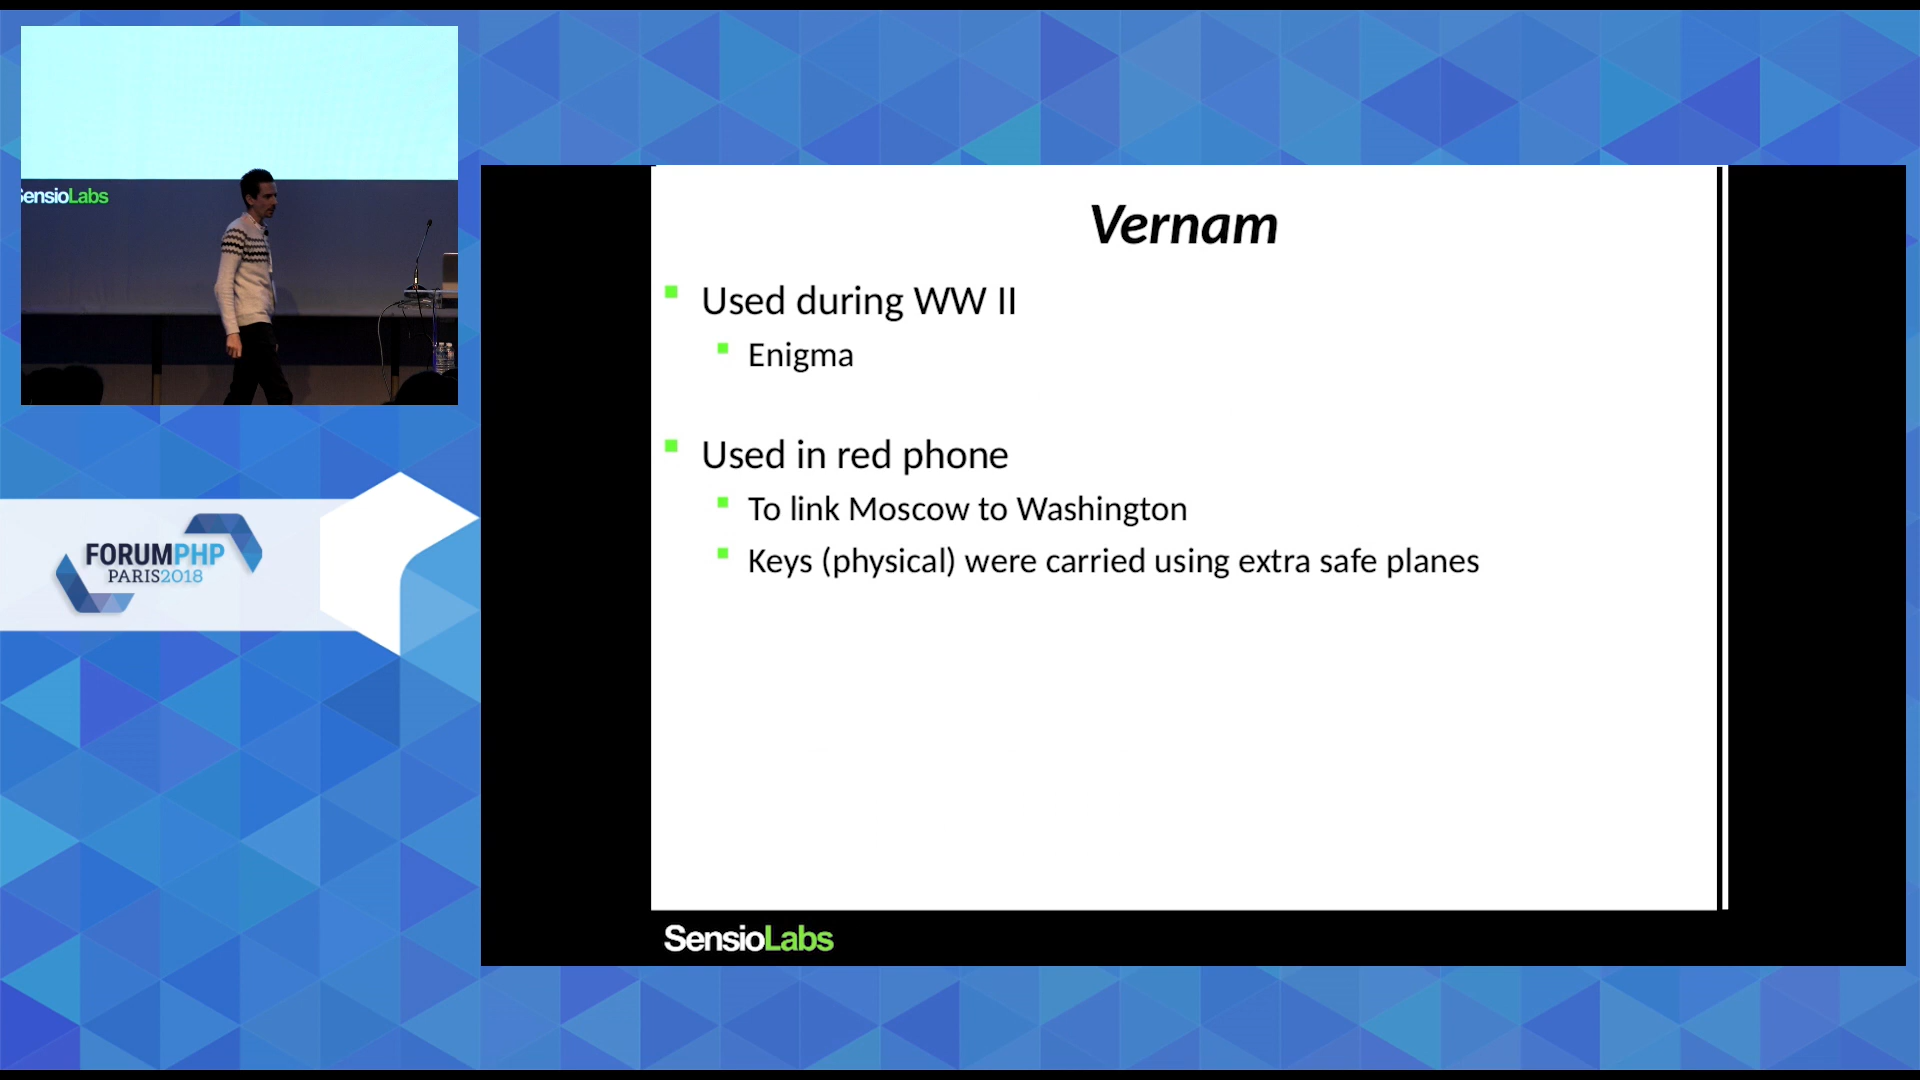 ensioLabs
Vernam
Used during WW II
Enigma
Used in red phone
To link Moscow to Washington
Keys (physical) were carried using extra safe planes
FORUMPHP
PARIS2018
SensioLabs